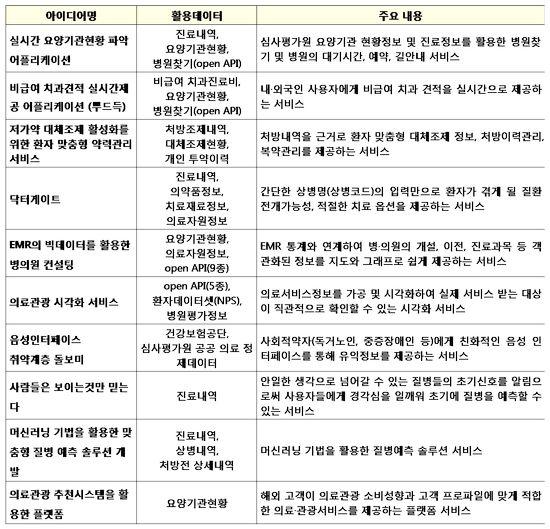 아이디어명 활용데이터 주요 내용
실시간 요양기관현황 파악
어플리케이션
진료내역,
요양기관현황,
병원찾기(open API)
심사평가원 요양기관 현황정보 및 진료정보를 활용한 병원찾
기 및 병원의 대기시간, 예약, 길안내 서비스
비급여 치과견적 실시간제
공 어플리케이션 (뿌드득)
비급여 치과진료비,
요양기관현황,
병원찾기(open API)
내·외국인 사용자에게 비급여 치과 견적을 실시간으로 제공하
는 서비스
저가약 대체조제 활성화를
위한 환자 맞춤형 약력관리
서비스
처방조제내역,
대체조제현황,
개인 투약이력
처방내역을 근거로 환자 맞춤형 대체조제 정보, 처방이력관리,
복약관리를 제공하는 서비스
닥터게이트
진료내역,
의약품정보,
치료재료정보,
의료자원정보
간단한 상병명(상병코드)의 입력만으로 환자가 겪게 될 질환
전개가능성, 적절한 치료 옵션을 제공하는 서비스
EMR의 빅데이터를 활용한
병의원 컨설팅
요양기관현황,
의료자원정보,
open API(9종)
EMR 통계와 연계하여 병·의원의 개설, 이전, 진료과목 등 객
관화된 정보를 지도와 그래프로 쉽게 제공하는 서비스
의료관광 시각화 서비스
open API(5종),
환자데이터셋(NPS),
병원평가정보
의료서비스정보를 가공 및 시각화하여 실제 서비스 받는 대상
이 직관적으로 확인할 수 있는 시각화 서비스
음성인터페이스
취약계층 돌보미
건강보험공단,
심사평가원 공공 의료 정
제데이터
사회적약자(독거노인, 중증장애인 등)에게 친화적인 음성 인
터페이스를 통해 유익정보를 제공하는 서비스
사람들은 보이는것만 믿는
다
진료내역
안일한 생각으로 넘어갈 수 있는 질병들의 초기신호를 알림으
로써 사용자들에게 경각심을 일깨워 초기에 질병을 예측할 수
있는 서비스
머신러닝 기법을 활용한 맞
춤형 질병 예측 솔루션 개
발
진료내역,
상병내역,
처방전 상세내역
머신러닝 기법을 활용한 질병예측 솔루션 서비스
의료관광 추천시스템을 활
용한 플랫폼
요양기관현황
해외 고객이 의료관광 소비성향과 고객 프로파일에 맞게 적합
한 의료·관광서비스를 제공하는 플랫폼 서비스